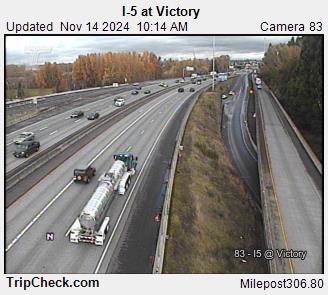 I-5 at Victory
Updated  Nov 14 2024  10:14 AM
Camera 83
N
83 - I5 @ Victory
TripCheck.com
Milepost306.80